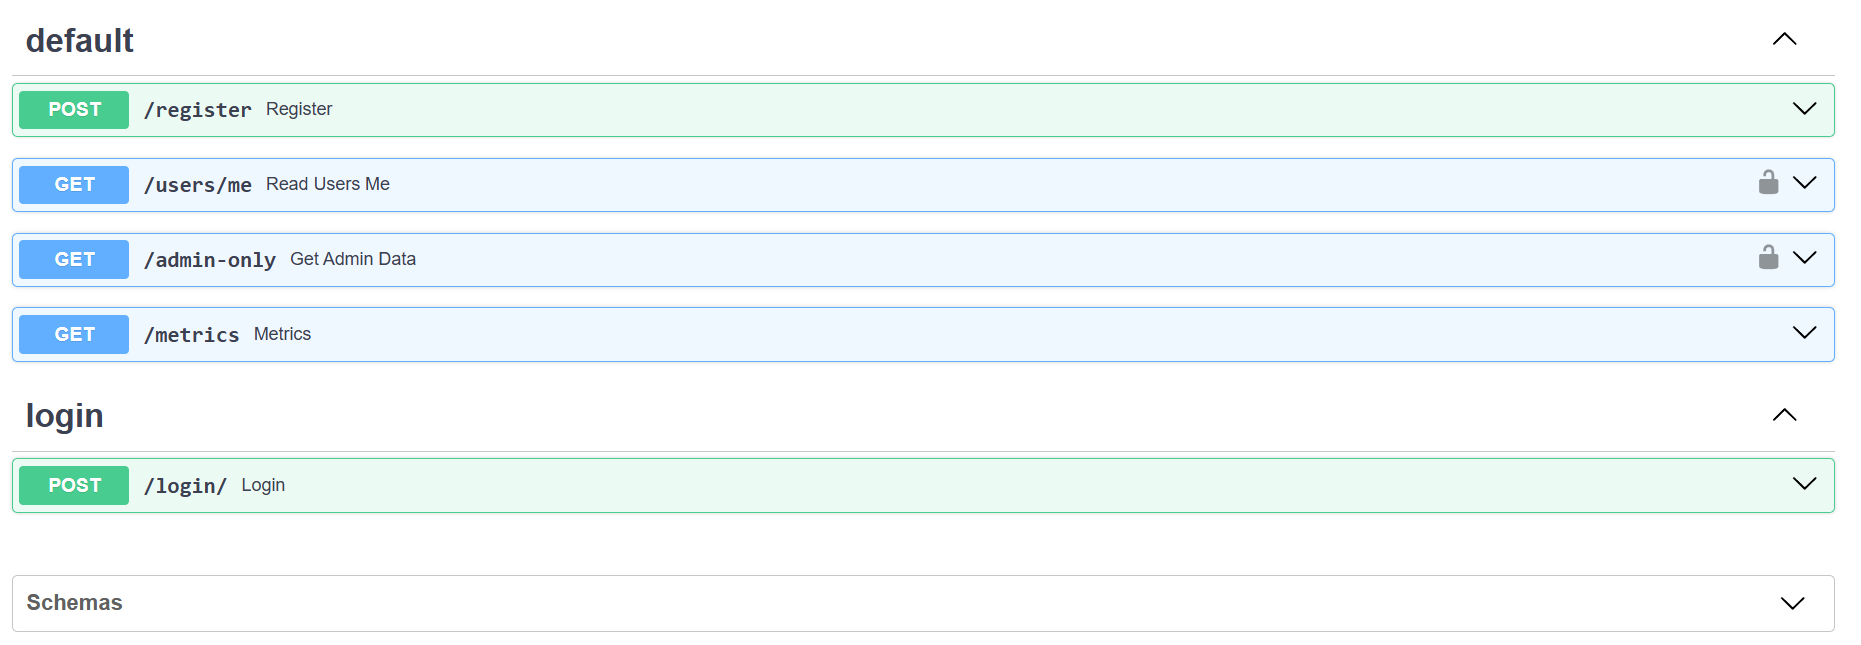 default
POST /register Register
GET /users/me Read Users Me
GET /admin-only Get Admin Data
GET /metrics Metrics
login
POST /login/ Login
Schemas